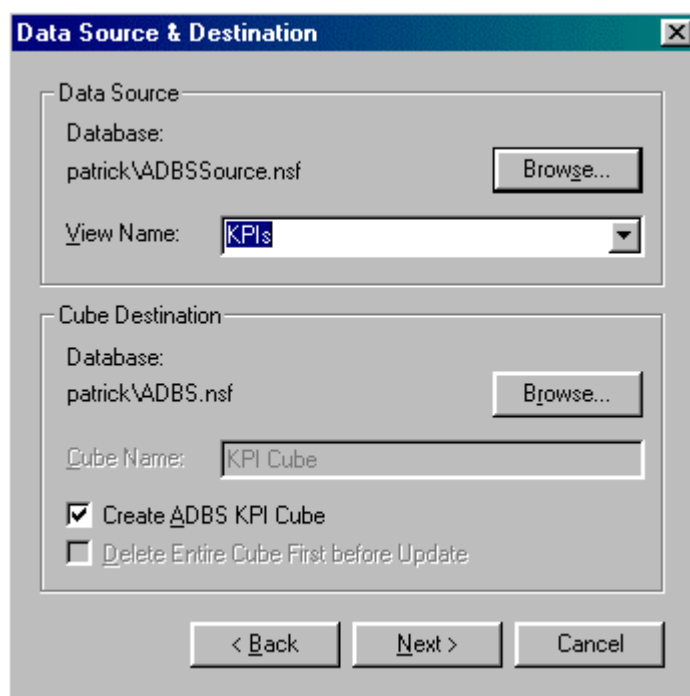 Data Source & Destination
Data Source
Database:
patrick\ADBSSource.nsf
Browse...
View Name:
KPIs
Cube Destination
Database:
patrick\ADBS.nsf
Browse...
Cube Name:
KPI Cube
Create ADBS KPI Cube
Delete Entire Cube First before Update
< Back
Next >
Cancel